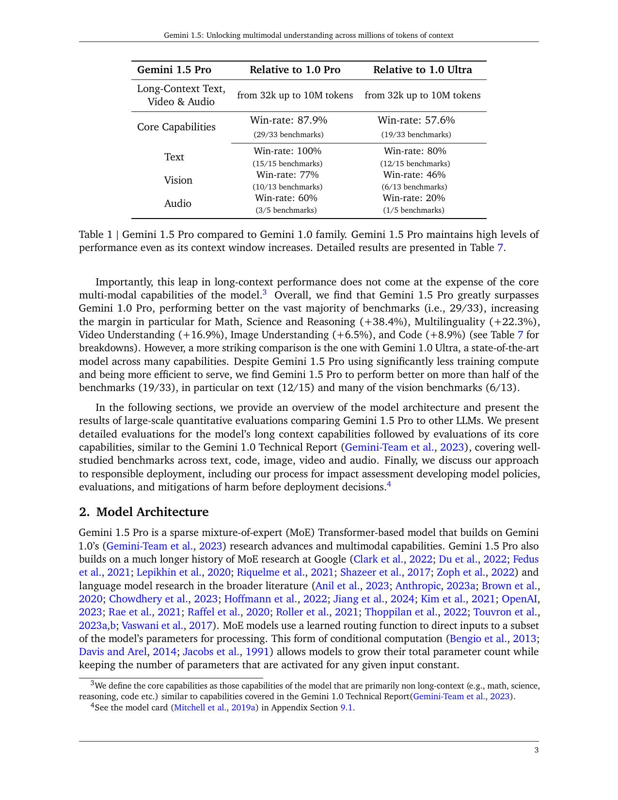 Gemini 1.5: Unlocking multimodal understanding across millions of tokens of context
Gemini 1.5 Pro Relative to 1.0 Pro Relative to 1.0 Ultra
Long-Context Text,
Video & Audio
from 32k up to 10M tokens from 32k up to 10M tokens
Core Capabilities
Win-rate: 87.9% Win-rate: 57.6%
(29/33 benchmarks) (19/33 benchmarks)
Text
Win-rate: 100% Win-rate: 80%
(15/15 benchmarks) (12/15 benchmarks)
Vision
Win-rate: 77% Win-rate: 46%
(10/13 benchmarks) (6/13 benchmarks)
Audio
Win-rate: 60% Win-rate: 20%
(3/5 benchmarks) (1/5 benchmarks)
Table 1 | Gemini 1.5 Pro compared to Gemini 1.0 family. Gemini 1.5 Pro maintains high levels of
performance even as its context window increases. Detailed results are presented in Table 7.
Importantly, this leap in long-context performance does not come at the expense of the core
multi-modal capabilities of the model.3 Overall, we find that Gemini 1.5 Pro greatly surpasses
Gemini 1.0 Pro, performing better on the vast majority of benchmarks (i.e., 29/33), increasing
the margin in particular for Math, Science and Reasoning (+38.4%), Multilinguality (+22.3%),
Video Understanding (+16.9%), Image Understanding (+6.5%), and Code (+8.9%) (see Table 7 for
breakdowns). However, a more striking comparison is the one with Gemini 1.0 Ultra, a state-of-the-art
model across many capabilities. Despite Gemini 1.5 Pro using significantly less training compute
and being more efficient to serve, we find Gemini 1.5 Pro to perform better on more than half of the
benchmarks (19/33), in particular on text (12/15) and many of the vision benchmarks (6/13).
In the following sections, we provide an overview of the model architecture and present the
results of large-scale quantitative evaluations comparing Gemini 1.5 Pro to other LLMs. We present
detailed evaluations for the model's long context capabilities followed by evaluations of its core
capabilities, similar to the Gemini 1.0 Technical Report (Gemini-Team et al., 2023), covering well-
studied benchmarks across text, code, image, video and audio. Finally, we discuss our approach
to responsible deployment, including our process for impact assessment developing model policies,
evaluations, and mitigations of harm before deployment decisions.4
2. Model Architecture
Gemini 1.5 Pro is a sparse mixture-of-expert (MoE) Transformer-based model that builds on Gemini
1.0's (Gemini-Team et al., 2023) research advances and multimodal capabilities. Gemini 1.5 Pro also
builds on a much longer history of MoE research at Google (Clark et al., 2022; Du et al., 2022; Fedus
et al., 2021; Lepikhin et al., 2020; Riquelme et al., 2021; Shazeer et al., 2017; Zoph et al., 2022) and
language model research in the broader literature (Anil et al., 2023; Anthropic, 2023a; Brown et al.,
2020; Chowdhery et al., 2023; Hoffmann et al., 2022; Jiang et al., 2024; Kim et al., 2021; OpenAI,
2023; Rae et al., 2021; Raffel et al., 2020; Roller et al., 2021; Thoppilan et al., 2022; Touvron et al.,
2023a,b; Vaswani et al., 2017). MoE models use a learned routing function to direct inputs to a subset
of the model's parameters for processing. This form of conditional computation (Bengio et al., 2013;
Davis and Arel, 2014; Jacobs et al., 1991) allows models to grow their total parameter count while
keeping the number of parameters that are activated for any given input constant.
3We define the core capabilities as those capabilities of the model that are primarily non long-context (e.g., math, science,
reasoning, code etc.) similar to capabilities covered in the Gemini 1.0 Technical Report(Gemini-Team et al., 2023).
4See the model card (Mitchell et al., 2019a) in Appendix Section 9.1.
3